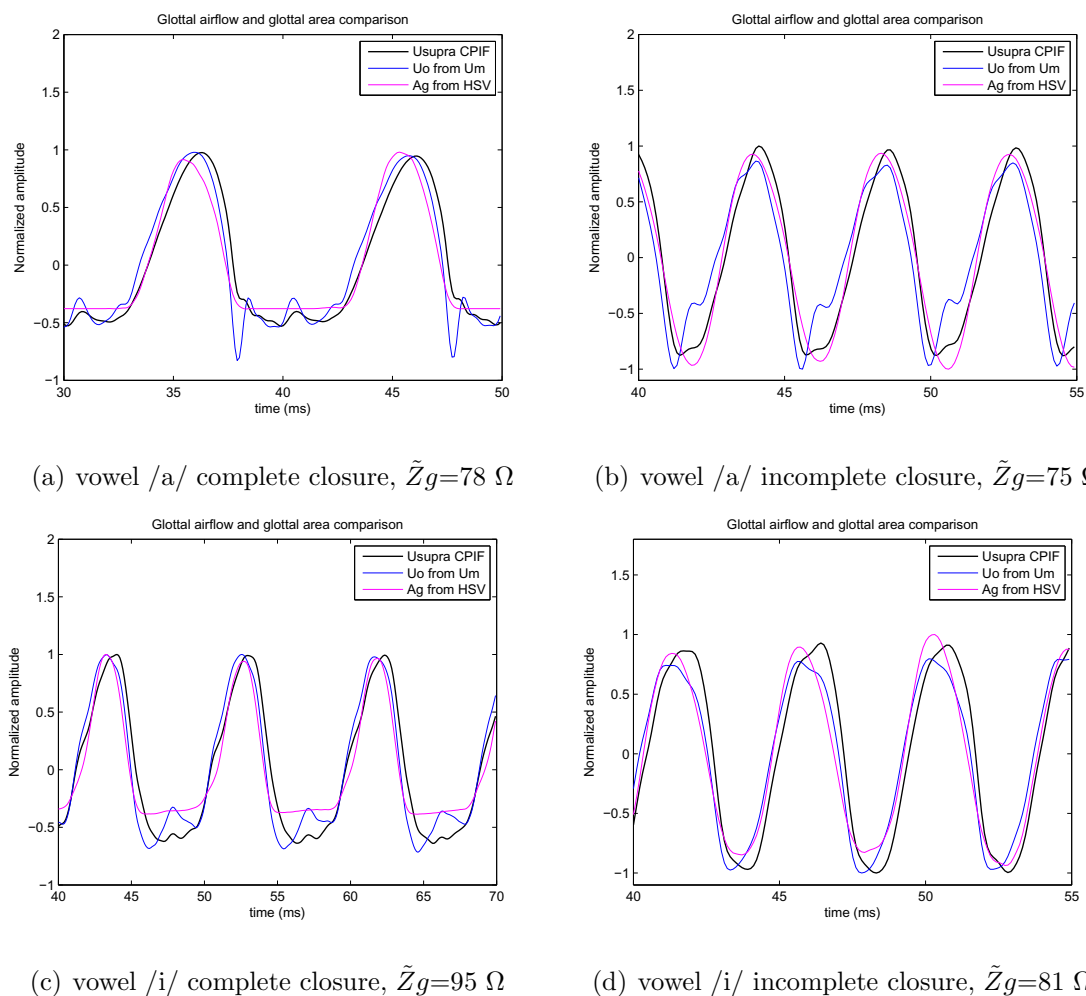 Glottal airflow and glottal area comparison
2
1.5
1
0.5
0
−0.5
−1
Normalized amplitude
Usupra CPIF
Uo from Um
Ag from HSV
30 35 40 45 50
time (ms)
(a) vowel /a/ complete closure, Z̃g=78 Ω
Glottal airflow and glottal area comparison
2
1.5
1
0.5
0
−0.5
−1
Normalized amplitude
Usupra CPIF
Uo from Um
Ag from HSV
40 45 50 55
time (ms)
(b) vowel /a/ incomplete closure, Z̃g=75 Ω
Glottal airflow and glottal area comparison
2
1.5
1
0.5
0
−0.5
−1
Normalized amplitude
Usupra CPIF
Uo from Um
Ag from HSV
40 45 50 55 60 65 70
time (ms)
(c) vowel /i/ complete closure, Z̃g=95 Ω
Glottal airflow and glottal area comparison
1.5
1
0.5
0
−0.5
−1
Normalized amplitude
Usupra CPIF
Uo from Um
Ag from HSV
40 45 50 55
time (ms)
(d) vowel /i/ incomplete closure, Z̃g=81 Ω